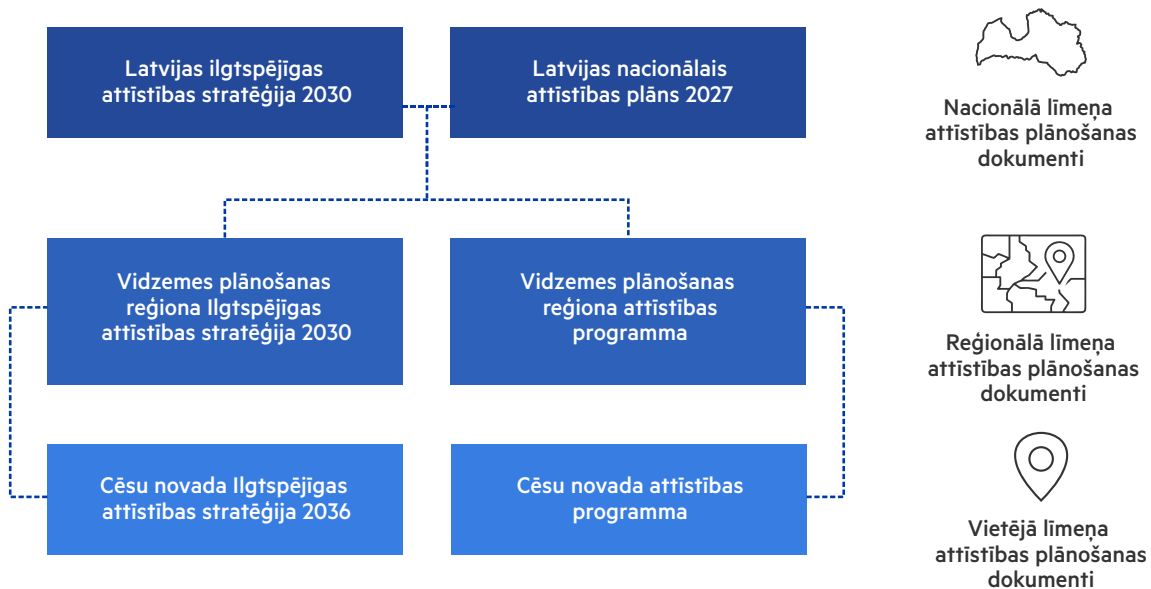 Latvijas ilgtspējīgas
attīstības stratēģija 2030
Latvijas nacionālais
attīstības plāns 2027
Nacionālā līmeņa
attīstības plānošanas
dokumenti
Vidzemes plānošanas
reģiona Ilgtspējīgas
attīstības stratēģija 2030
Vidzemes plānošanas
reģiona attīstības
programma
Reģionālā līmeņa
attīstības plānošanas
dokumenti
Cēsu novada Ilgtspējīgas
attīstības stratēģija 2036
Cēsu novada attīstības
programma
Vietējā līmeņa
attīstības plānošanas
dokumenti